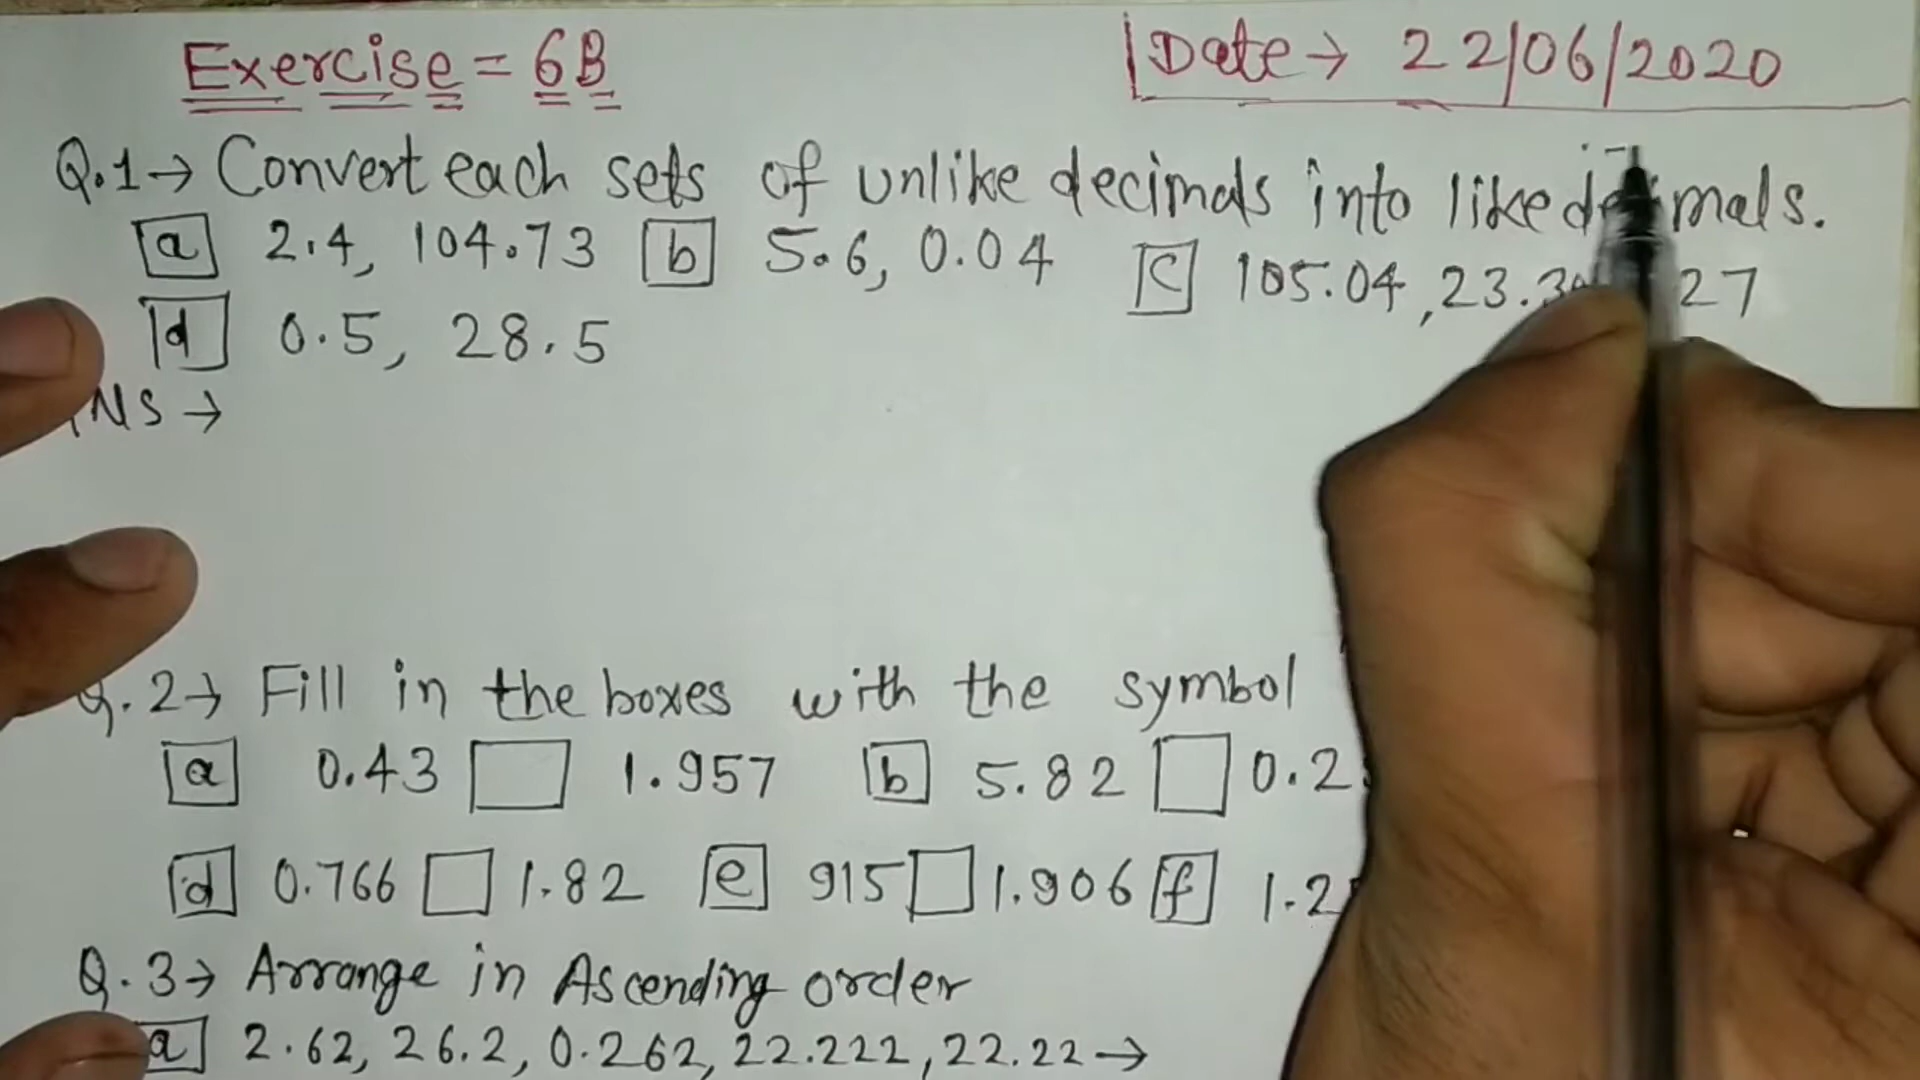 Exercise = 6B
Date → 22/06/2020
Q.1→ Convert each sets of unlike decimals into like decimals.
a 2.4, 104.73 b 5.6, 0.04 c 105.04, 27
d 0.5, 28.5
Q.2→ Fill in the boxes with the symbol
a 0.43 1.957 b 5.82 0.2
d 0.766 1.82 e 915 1.906 f 1.2
Q.3→ Arrange in Ascending order
a 2.62, 26.2, 0.262, 22.222, 22.22 →